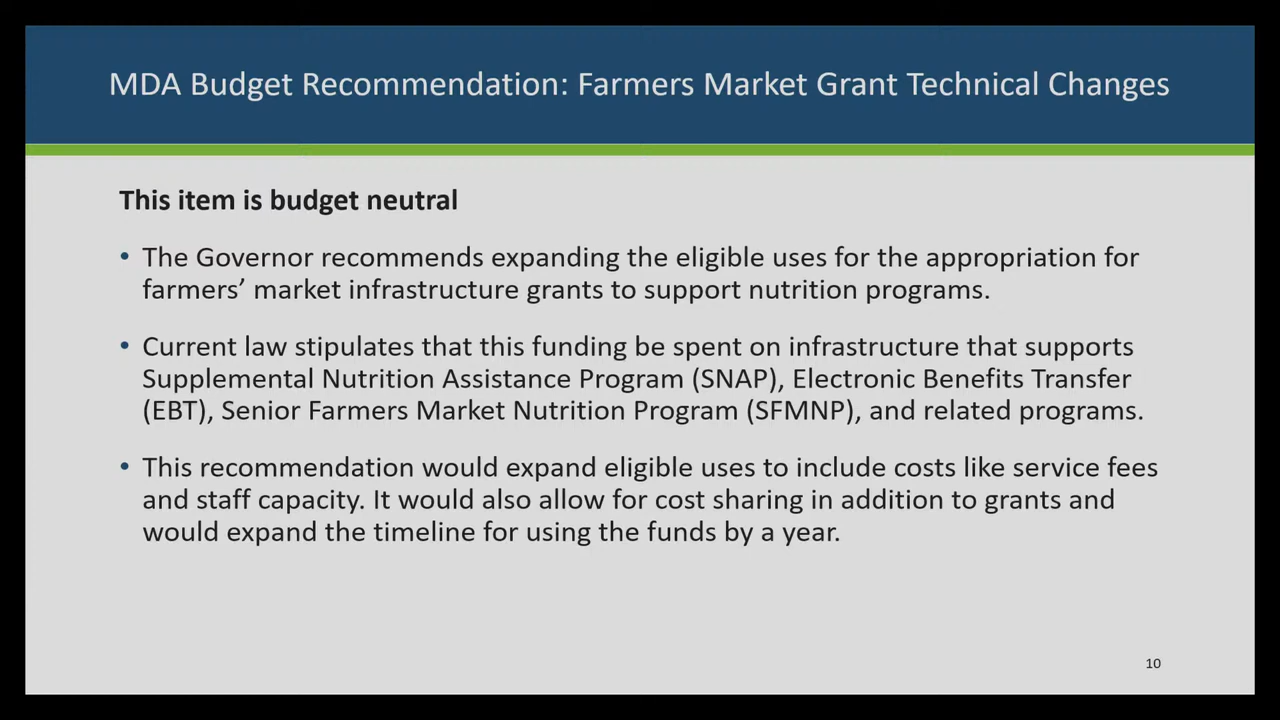 MDA Budget Recommendation: Farmers Market Grant Technical Changes
This item is budget neutral
• The Governor recommends expanding the eligible uses for the appropriation for
farmers’ market infrastructure grants to support nutrition programs.
• Current law stipulates that this funding be spent on infrastructure that supports
Supplemental Nutrition Assistance Program (SNAP), Electronic Benefits Transfer
(EBT), Senior Farmers Market Nutrition Program (SFMNP), and related programs.
• This recommendation would expand eligible uses to include costs like service fees
and staff capacity. It would also allow for cost sharing in addition to grants and
would expand the timeline for using the funds by a year.
10